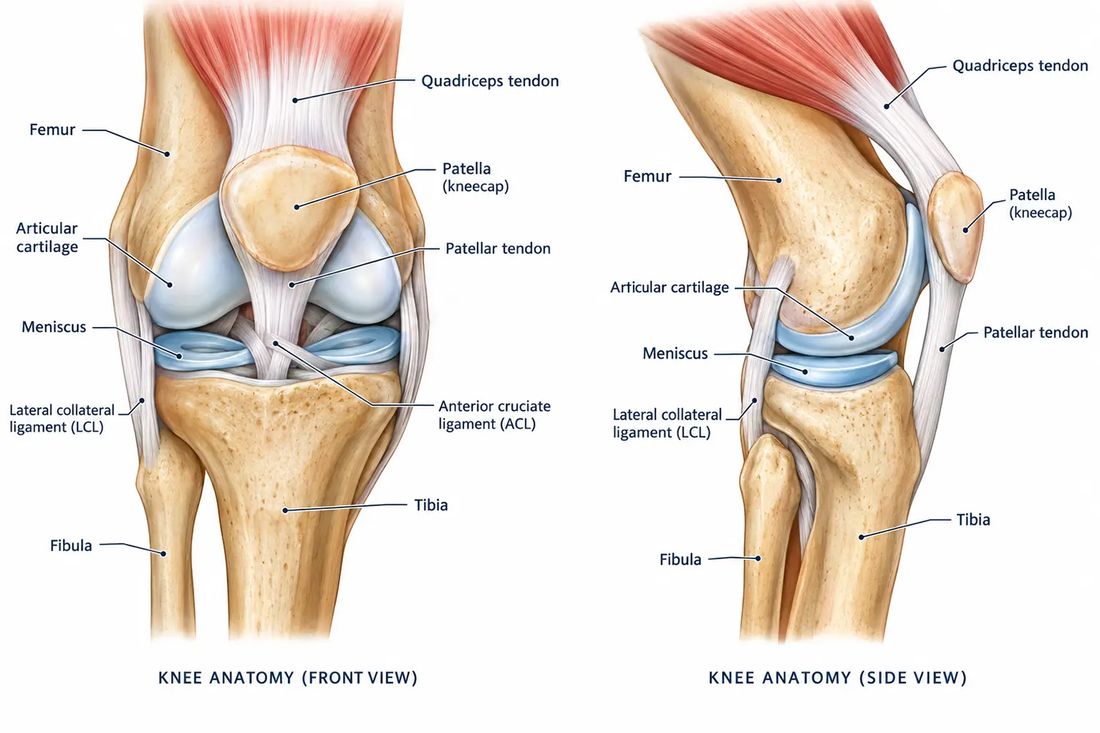 Quadriceps tendon
Femur
Patella
(kneecap)
Articular
cartilage
Patellar tendon
Meniscus
Lateral collateral
ligament (LCL)
Anterior cruciate
ligament (ACL)
Tibia
Fibula
KNEE ANATOMY (FRONT VIEW)
Quadriceps tendon
Femur
Patella
(kneecap)
Articular cartilage
Patellar tendon
Meniscus
Lateral collateral
ligament (LCL)
Tibia
Fibula
KNEE ANATOMY (SIDE VIEW)